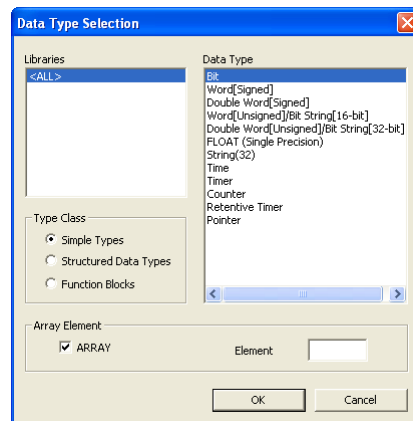 Data Type Selection
Libraries
<ALL>
Data Type
Bit
Word[Signed]
Double Word[Signed]
Word[Unsigned]/Bit String[16-bit]
Double Word[Unsigned]/Bit String[32-bit]
FLOAT (Single Precision)
String(32)
Time
Timer
Counter
Retentive Timer
Pointer
Type Class
Simple Types
Structured Data Types
Function Blocks
Array Element
ARRAY
Element
OK
Cancel